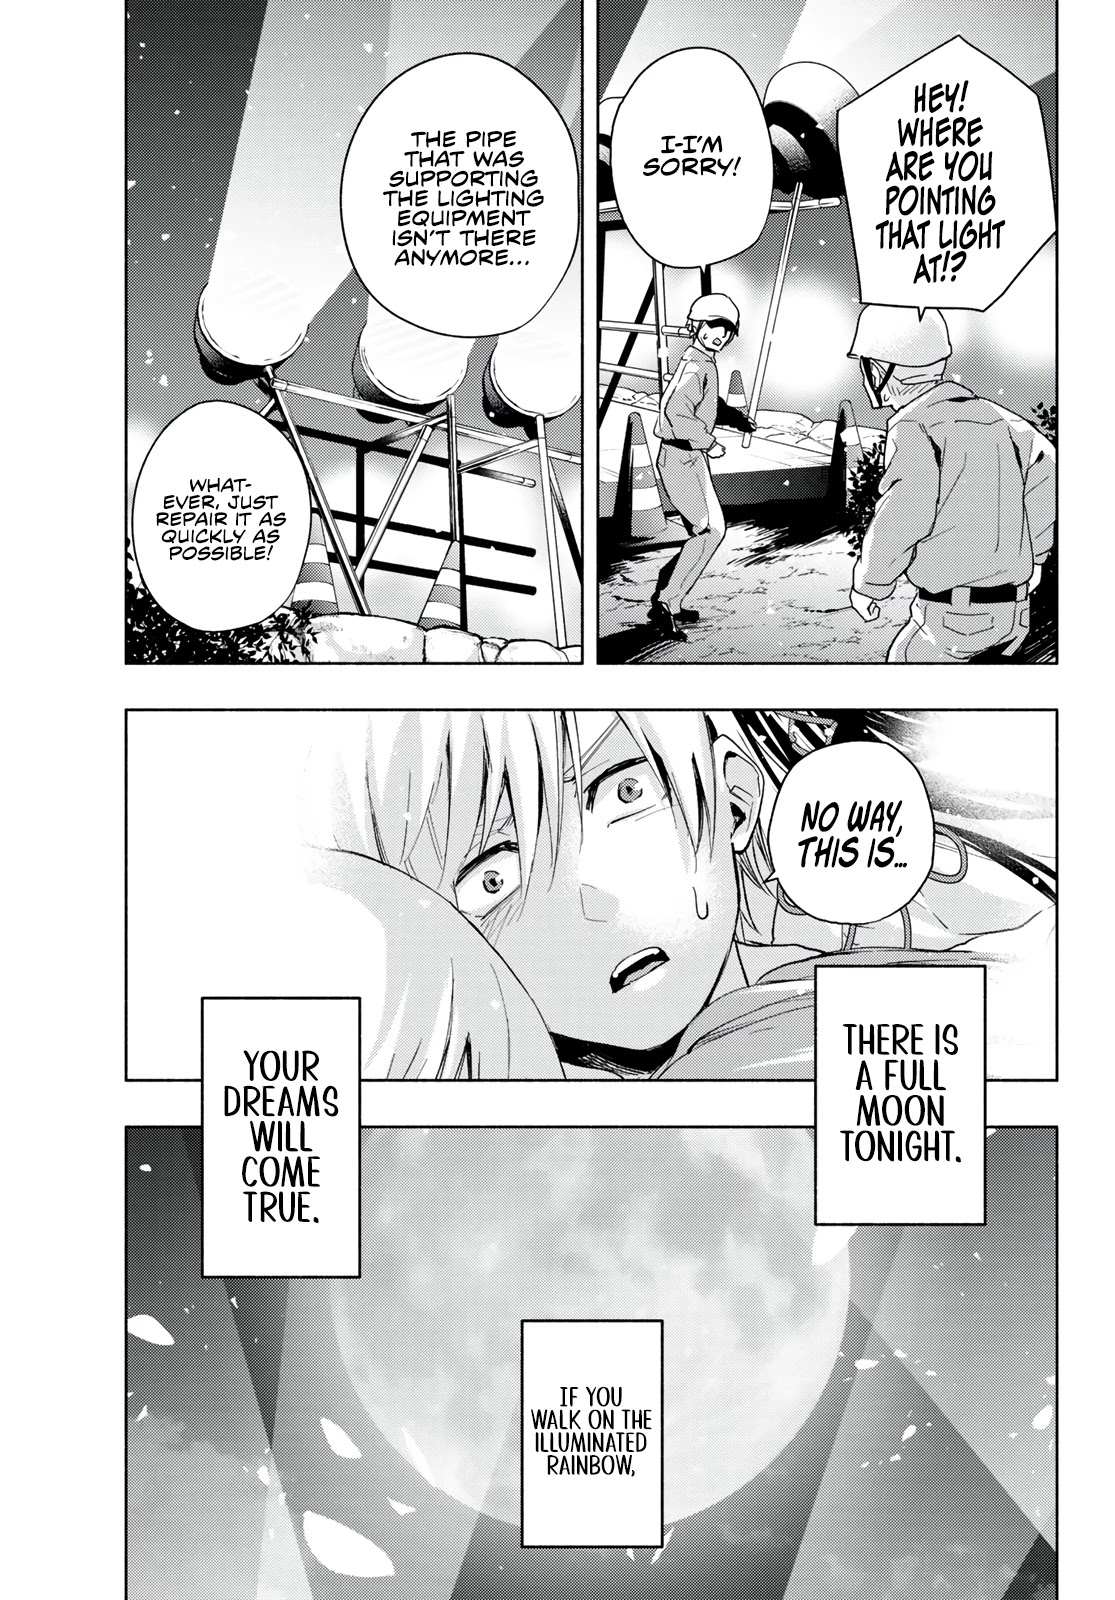 HEY!
WHERE
ARE YOU
POINTING
THAT LIGHT
AT!?
I-I'M
SORRY!
THE PIPE
THAT WAS
SUPPORTING
THE LIGHTING
EQUIPMENT
ISN'T THERE
ANYMORE...
WHAT-
EVER, JUST
REPAIR IT AS
QUICKLY AS
POSSIBLE!
NO WAY,
THIS IS...
THERE IS
A FULL
MOON
TONIGHT.
IF YOU
WALK ON THE
ILLUMINATED
RAINBOW,
YOUR
DREAMS
WILL
COME
TRUE.